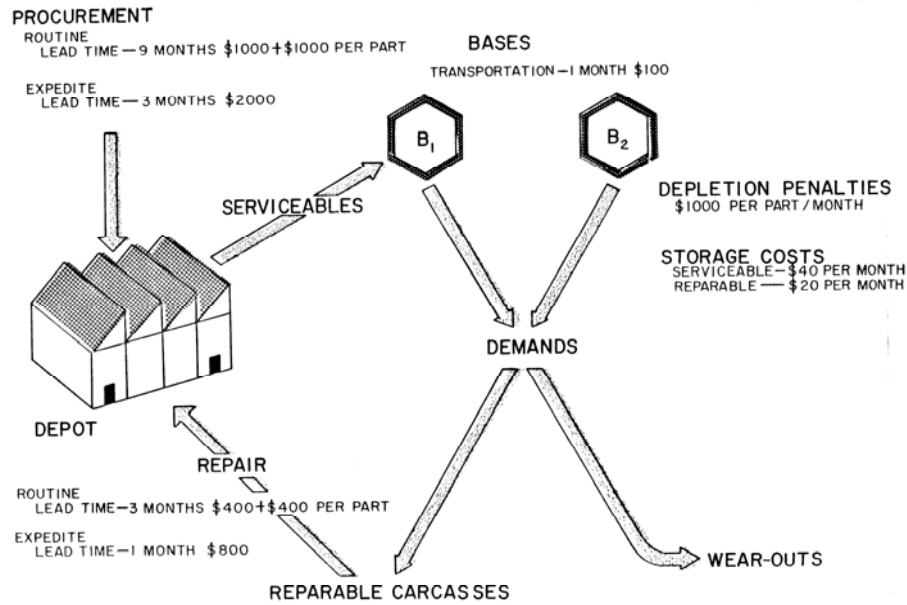 PROCUREMENT
ROUTINE
LEAD TIME—9 MONTHS $1000+$1000 PER PART
EXPEDITE
LEAD TIME—3 MONTHS $2000
BASES
TRANSPORTATION—1 MONTH $100
B1
B2
SERVICEABLES
DEPLETION PENALTIES
$1000 PER PART/MONTH
STORAGE COSTS
SERVICEABLE—$40 PER MONTH
REPARABLE—$20 PER MONTH
DEMANDS
DEPOT
REPAIR
ROUTINE
LEAD TIME—3 MONTHS $400+$400 PER PART
EXPEDITE
LEAD TIME—1 MONTH $800
REPARABLE CARCASSES
WEAR-OUTS